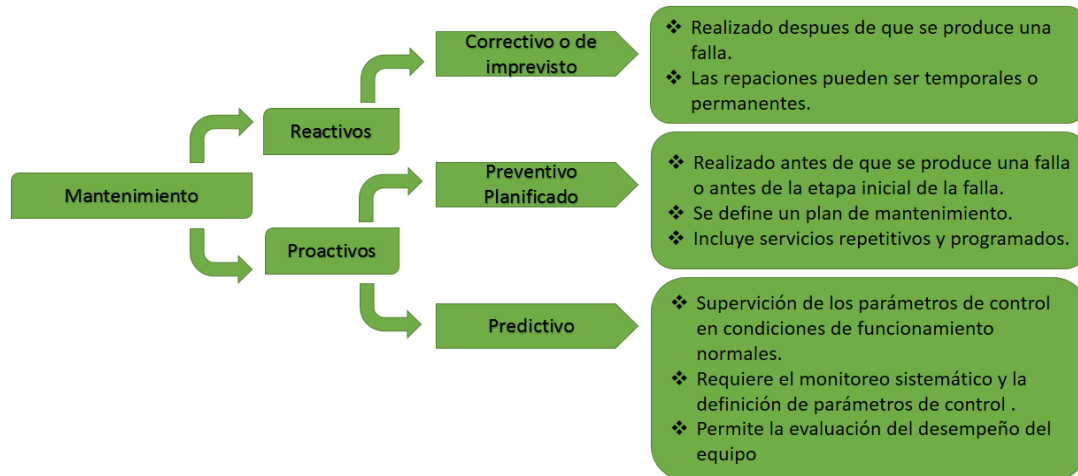 Mantenimiento
Reactivos
Correctivo o de
imprevisto
❖ Realizado despues de que se produce una
falla.
❖ Las repaciones pueden ser temporales o
permanentes.
Proactivos
Preventivo
Planificado
❖ Realizado antes de que se produce una falla
o antes de la etapa inicial de la falla.
❖ Se define un plan de mantenimiento.
❖ Incluye servicios repetitivos y programados.
Predictivo
❖ Supervición de los parámetros de control
en condiciones de funcionamiento
normales.
❖ Requiere el monitoreo sistemático y la
definición de parámetros de control .
❖ Permite la evaluación del desempeño del
equipo